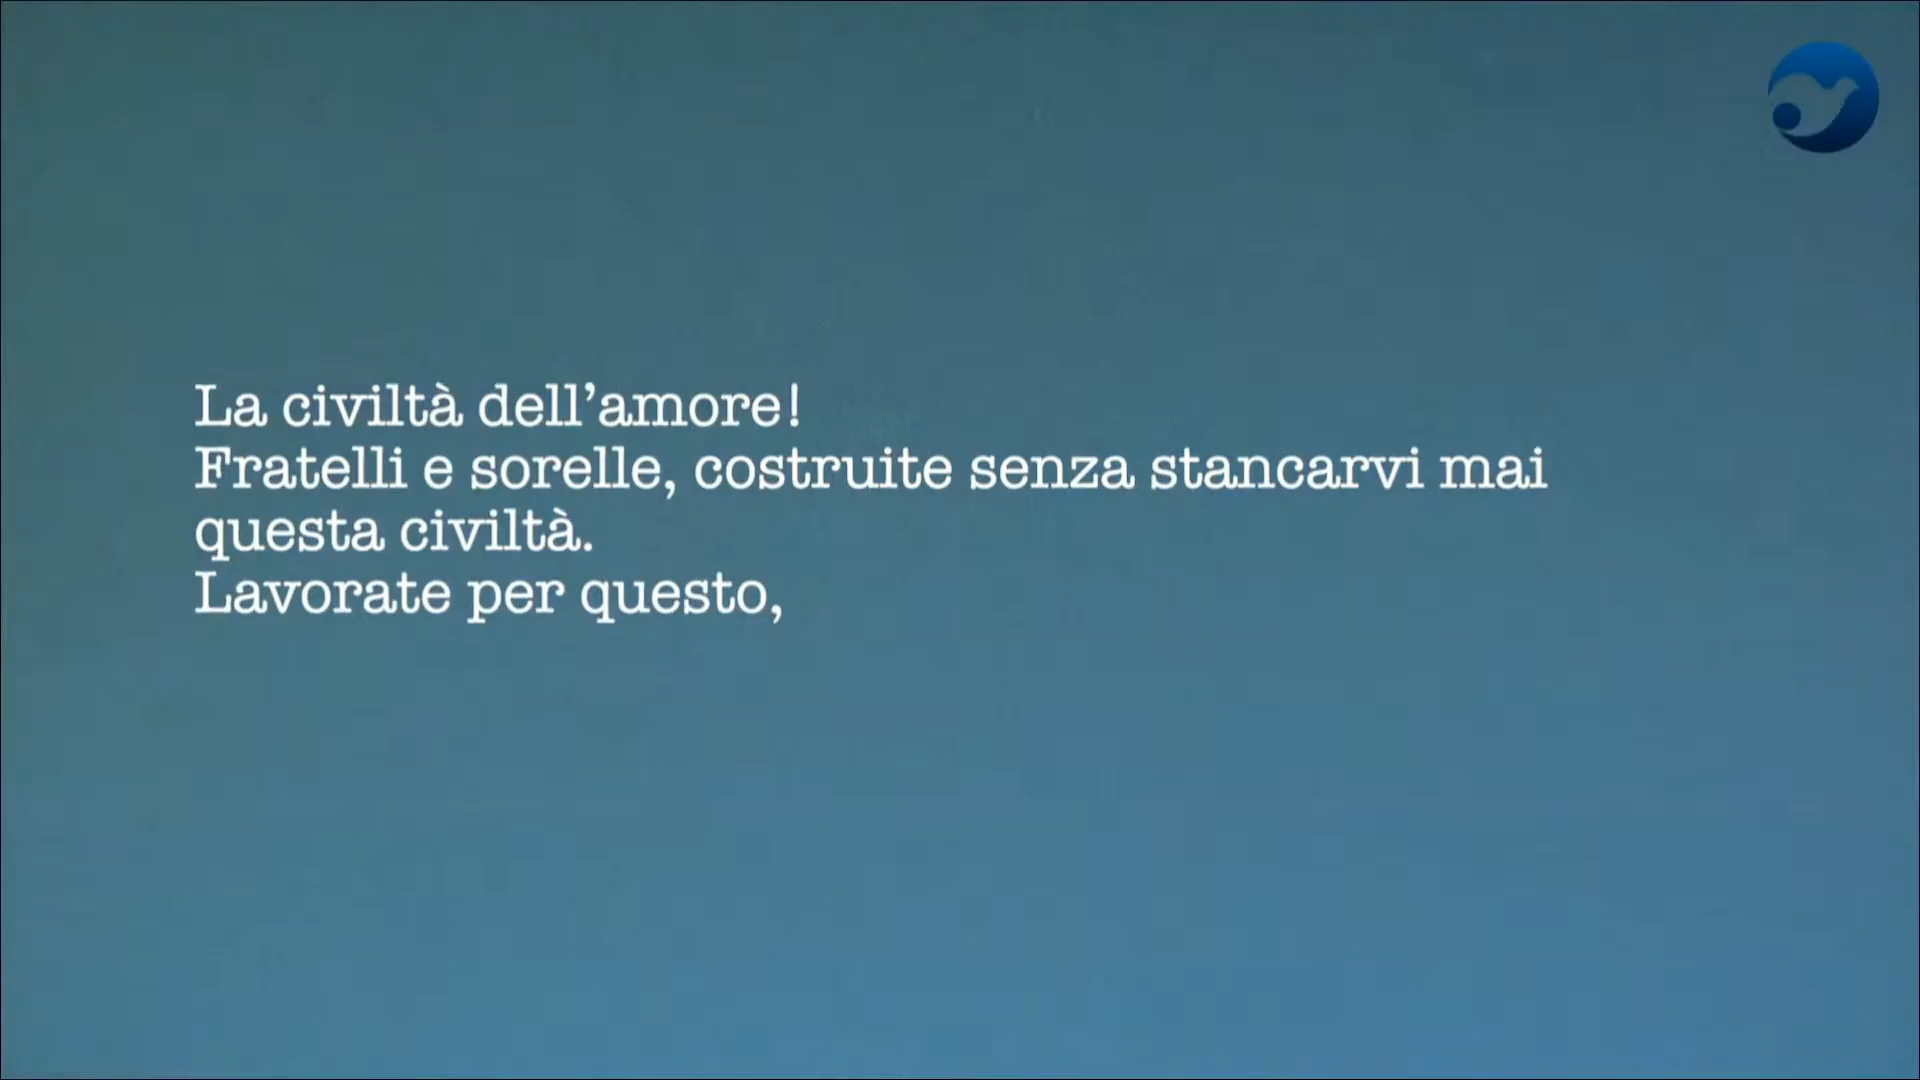 La civiltà dell’amore!
Fratelli e sorelle, costruite senza stancarvi mai
questa civiltà.
Lavorate per questo,